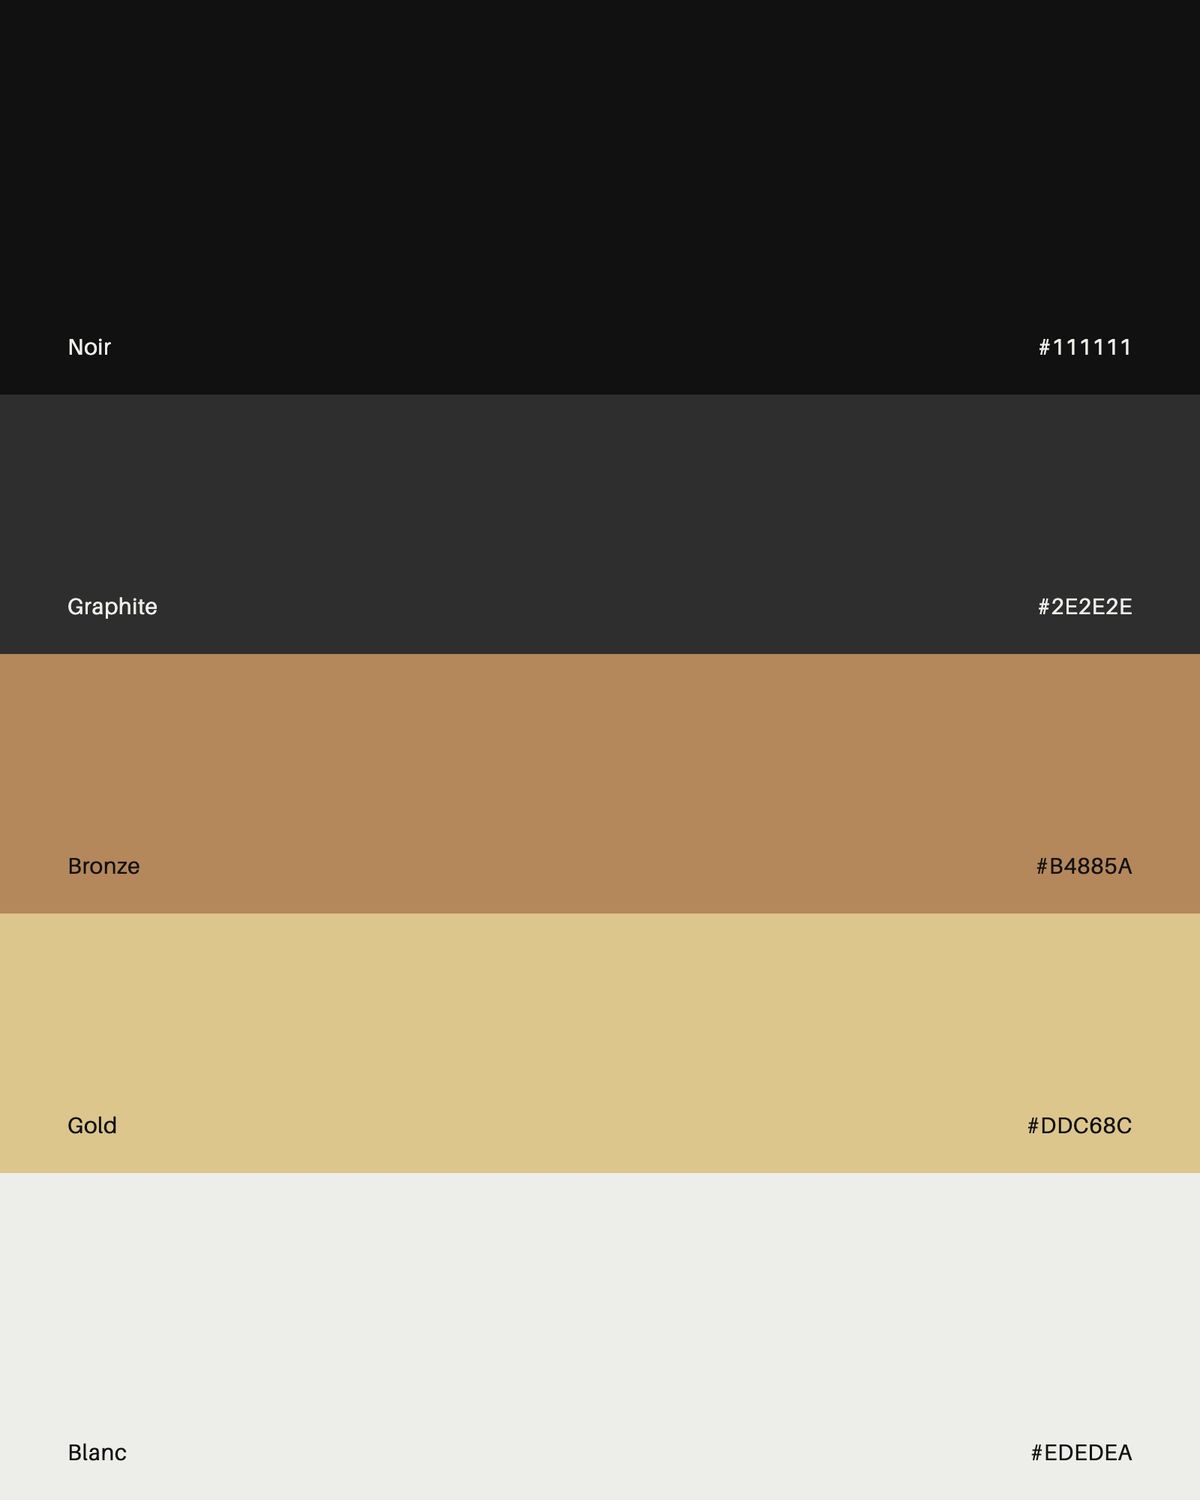 Noir #111111
Graphite #2E2E2E
Bronze #B4885A
Gold #DDC68C
Blanc #EDEDEA